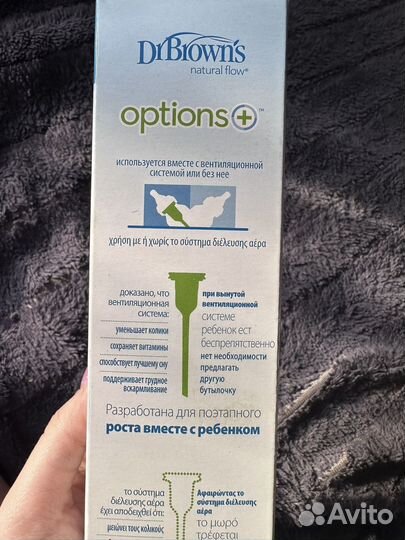 DrBrown's
natural flow®
options+™
используется вместе с вентиляционной
системой или без нее
χρήση με ή χωρίς το σύστημα διέλευσης αέρα
доказано, что
вентиляционная
система:
уменьшает колики
сохраняет витамины
способствует лучшему сну
поддерживает грудное
вскармливание
при вынутой
вентиляционной
системе
ребенок ест
беспрепятственно
нет необходимости
предлагать
другую
бутылочку
Разработана для поэтапного
роста вместе с ребенком
το σύστημα
διέλευσης αέρα
έχει αποδειχθεί ότι:
μειώνει τους κολικούς
Αφαιρώντας το
σύστημα διέλευσης
αέρα
το μωρό
τρέφεται
Avito